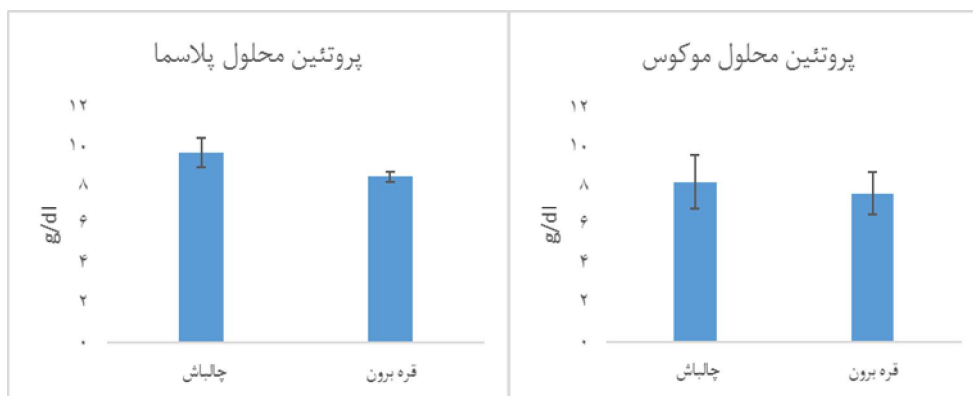 پروتئین محلول پلاسما
۱۲
۱۰
۸
۶
۴
۲
۰
g/dl
چالباش
قره برون
پروتئین محلول موکوس
۱۲
۱۰
۸
۶
۴
۲
۰
g/dl
چالباش
قره برون